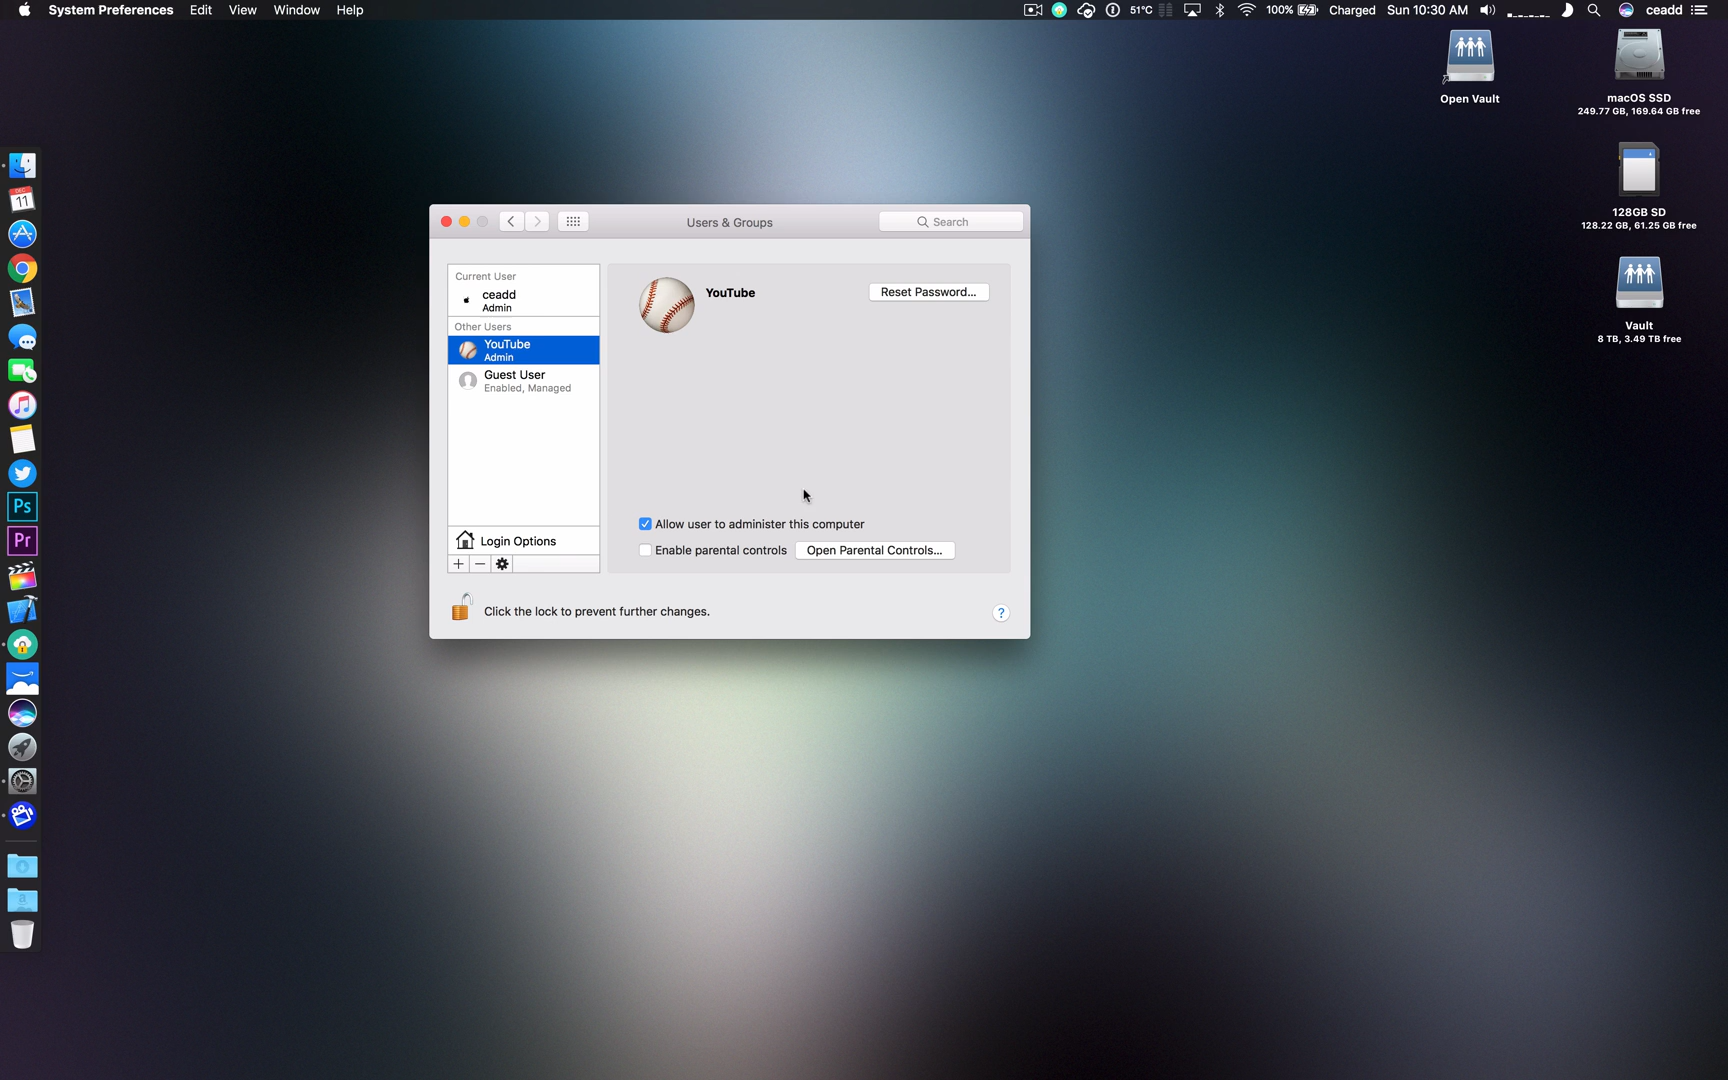 System Preferences Edit View Window Help
51°C 100% Charged Sun 10:30 AM ceadd
Open Vault
macOS SSD
249.77 GB, 169.64 GB free
128GB SD
128.22 GB, 61.25 GB free
Vault
8 TB, 3.49 TB free
DEC
11
Ps
Pr
Users & Groups
Search
Current User
ceadd
Admin
Other Users
YouTube
Admin
Guest User
Enabled, Managed
Login Options
YouTube
Reset Password...
Allow user to administer this computer
Enable parental controls
Open Parental Controls...
Click the lock to prevent further changes.
?